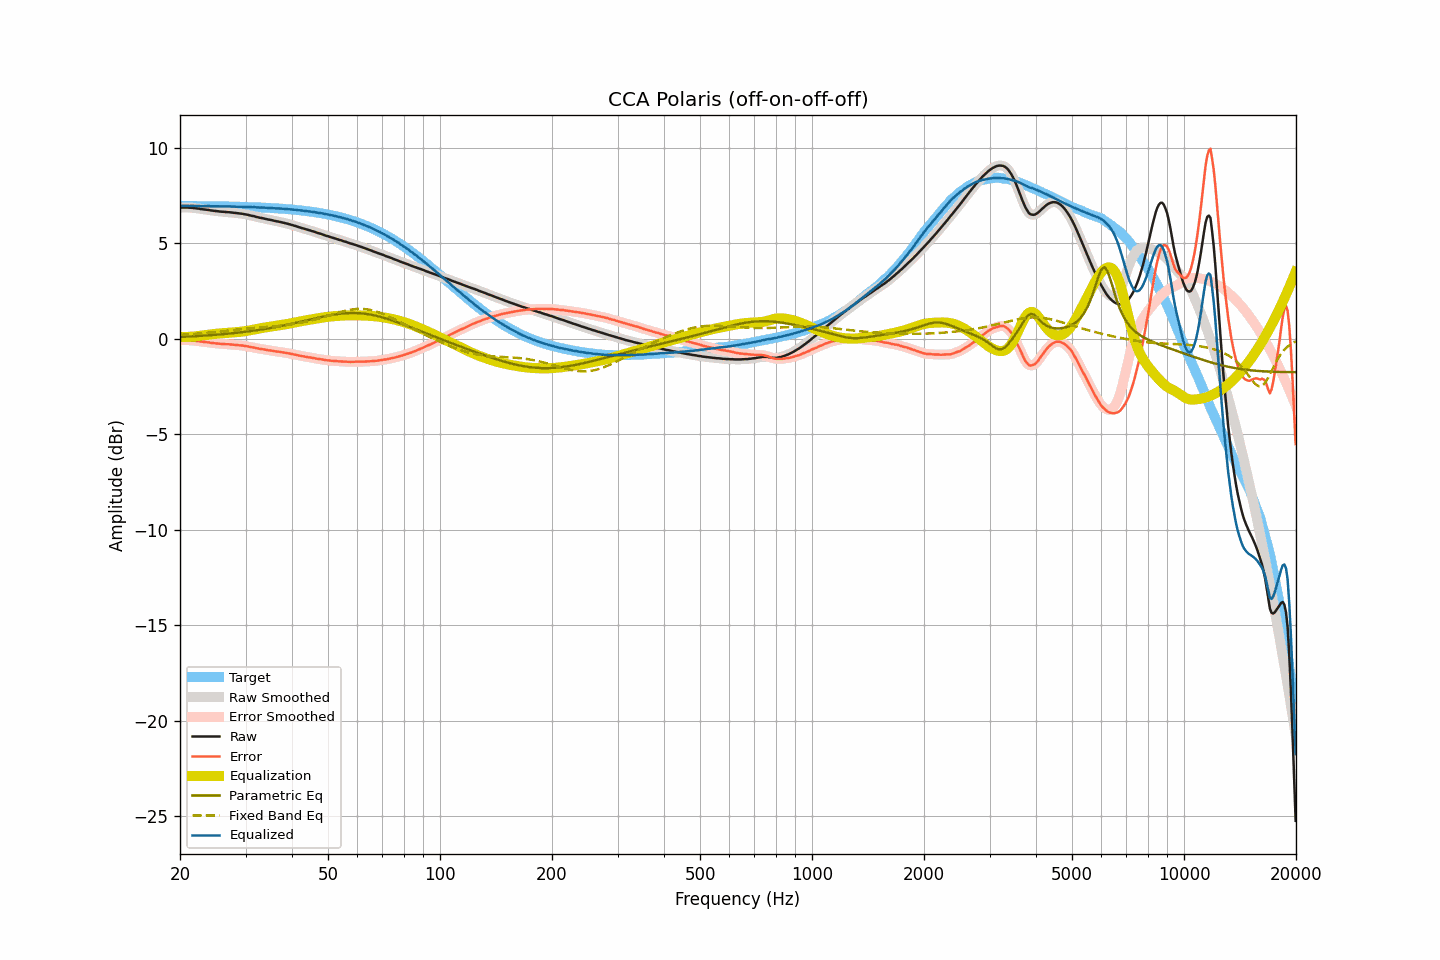 CCA Polaris (off-on-off-off)
10
5
0
−5
−10
−15
−20
−25
Amplitude (dBr)
Target
Raw Smoothed
Error Smoothed
Raw
Error
Equalization
Parametric Eq
Fixed Band Eq
Equalized
20 50 100 200 500 1000 2000 5000 10000 20000
Frequency (Hz)